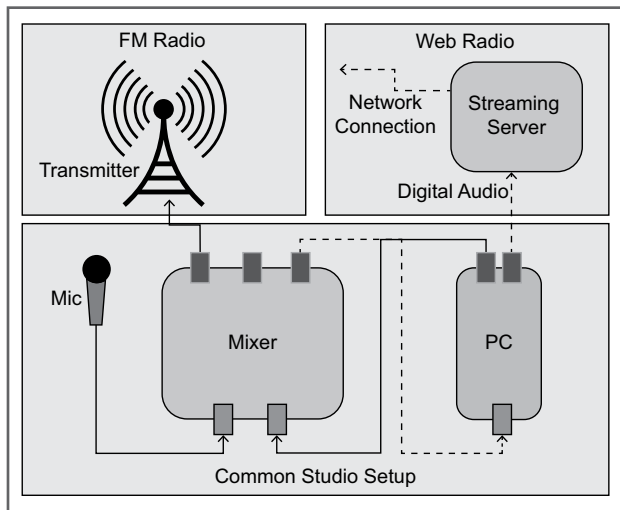 FM Radio
Transmitter
Web Radio
Network
Connection
Streaming
Server
Digital Audio
Mic
Mixer
PC
Common Studio Setup